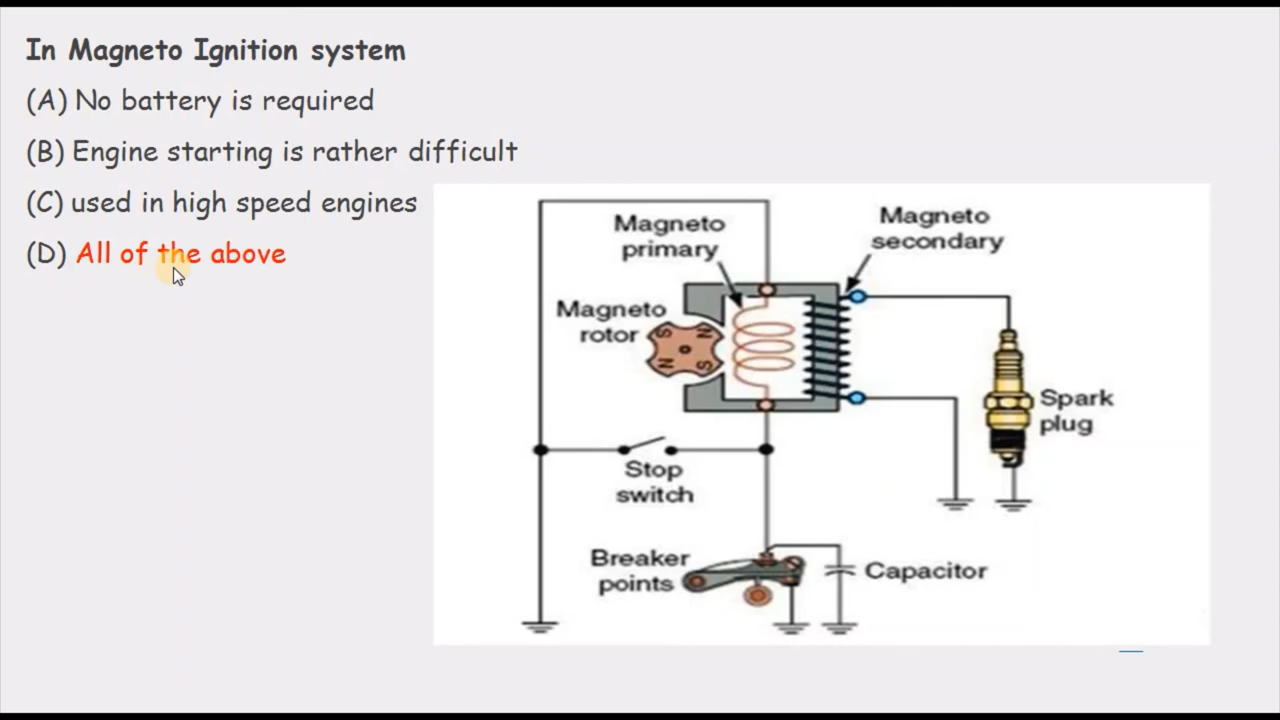 In Magneto Ignition system
(A) No battery is required
(B) Engine starting is rather difficult
(C) used in high speed engines
(D) All of the above
Magneto
primary
Magneto
secondary
Magneto
rotor
S
N
N
S
Spark
plug
Stop
switch
Breaker
points
Capacitor